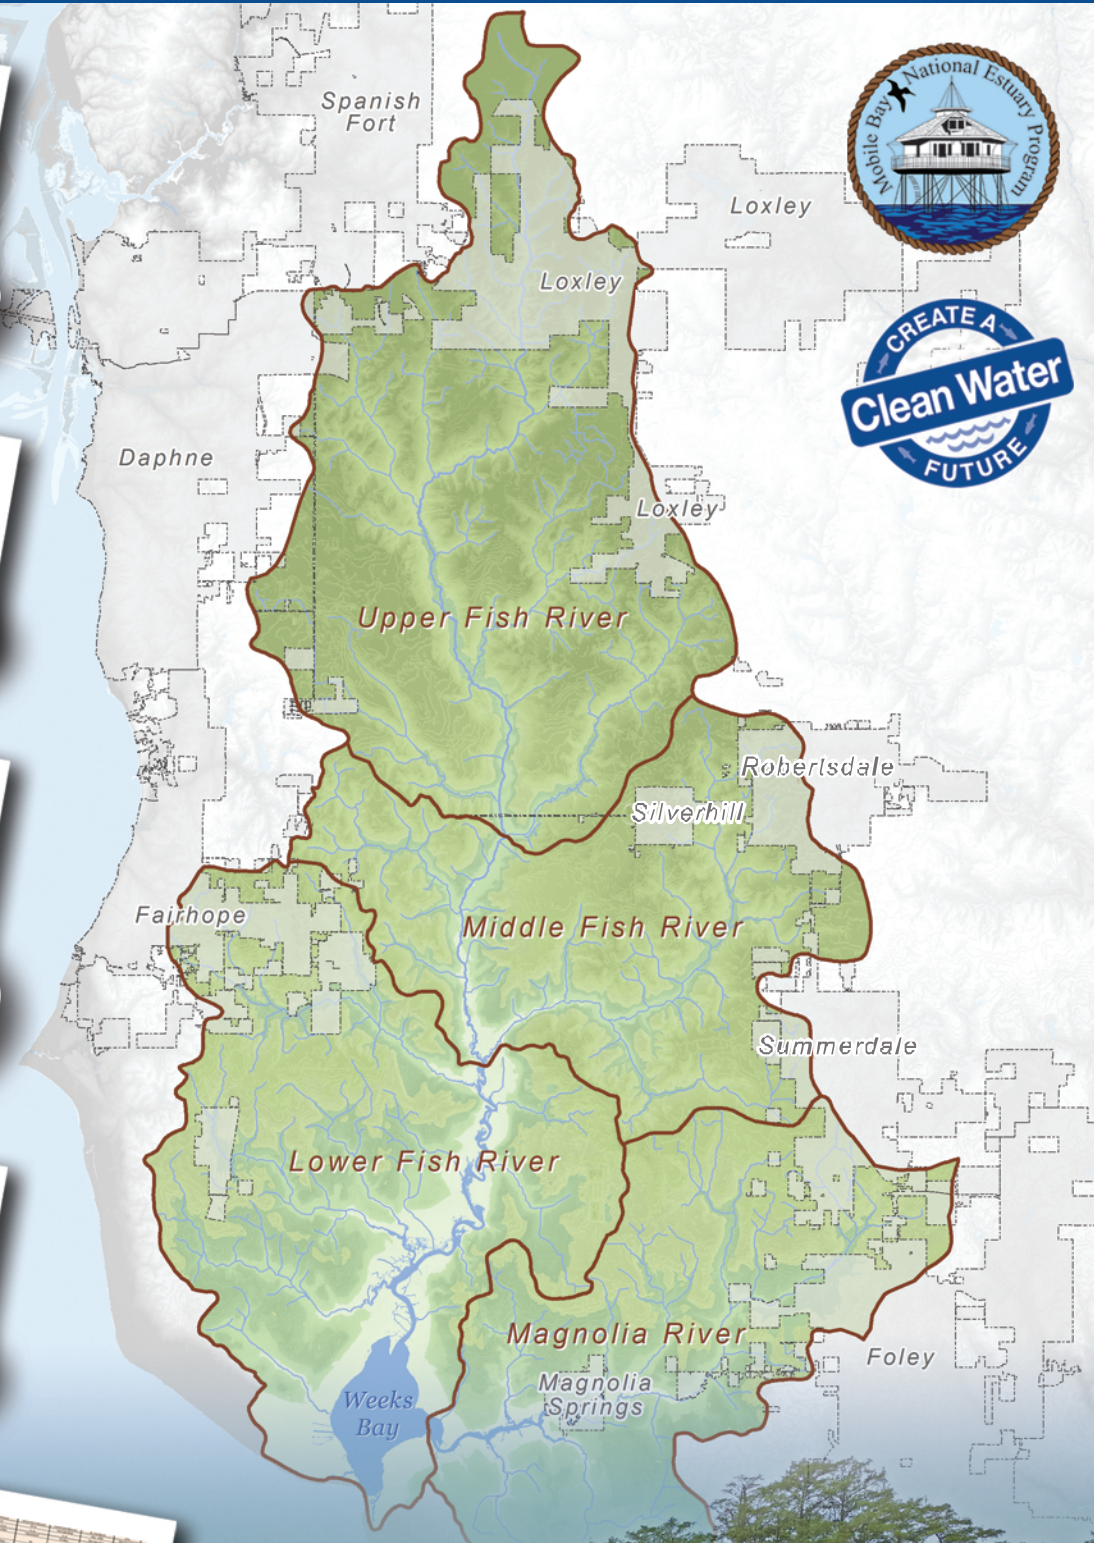 Spanish
Fort
Mobile Bay National Estuary Program
Loxley
Loxley
CREATE A
Clean Water
FUTURE
Daphne
Loxley
Upper Fish River
Robertsdale
Silverhill
Fairhope
Middle Fish River
Summerdale
Lower Fish River
Magnolia River
Foley
Magnolia
Springs
Weeks
Bay